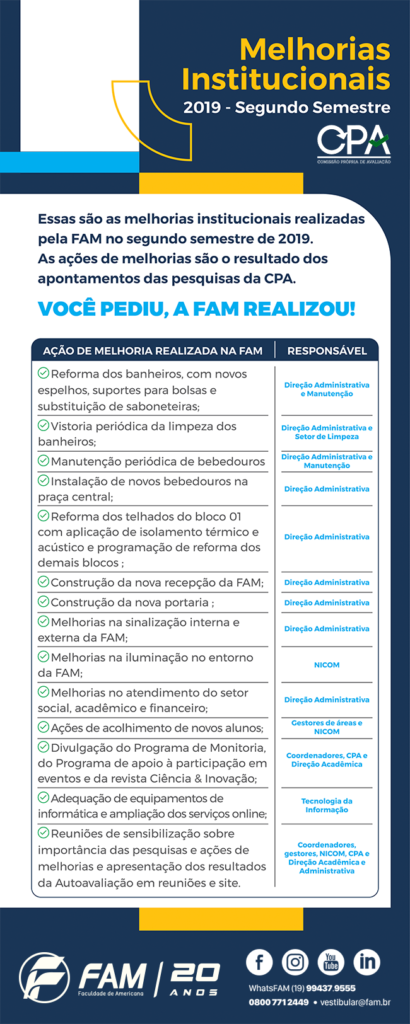 Melhorias
Institucionais
2019 - Segundo Semestre
CPA
COMISSÃO PRÓPRIA DE AVALIAÇÃO
Essas são as melhorias institucionais realizadas
pela FAM no segundo semestre de 2019.
As ações de melhorias são o resultado dos
apontamentos das pesquisas da CPA.
VOCÊ PEDIU, A FAM REALIZOU!
AÇÃO DE MELHORIA REALIZADA NA FAM
RESPONSÁVEL
Reforma dos banheiros, com novos
espelhos, suportes para bolsas e
substituição de saboneteiras;
Direção Administrativa
e Manutenção
Vistoria periódica da limpeza dos
banheiros;
Direção Administrativa e
Setor de Limpeza
Manutenção periódica de bebedouros
Direção Administrativa e
Manutenção
Instalação de novos bebedouros na
praça central;
Direção Administrativa
Reforma dos telhados do bloco 01
com aplicação de isolamento térmico e
acústico e programação de reforma dos
demais blocos ;
Direção Administrativa
Construção da nova recepção da FAM;
Direção Administrativa
Construção da nova portaria ;
Direção Administrativa
Melhorias na sinalização interna e
externa da FAM;
Direção Administrativa
Melhorias na iluminação no entorno
da FAM;
NICOM
Melhorias no atendimento do setor
social, acadêmico e financeiro;
Direção Administrativa
Ações de acolhimento de novos alunos;
Gestores de áreas e
NICOM
Divulgação do Programa de Monitoria,
do Programa de apoio à participação em
eventos e da revista Ciência & Inovação;
Coordenadores, CPA e
Direção Acadêmica
Adequação de equipamentos de
informática e ampliação dos serviços online;
Tecnologia da
Informação
Reuniões de sensibilização sobre
importância das pesquisas e ações de
melhorias e apresentação dos resultados
da Autoavaliação em reuniões e site.
Coordenadores,
gestores, NICOM, CPA e
Direção Acadêmica e
Administrativa
FAM
Faculdade de Americana
20
ANOS
You
Tube
in
WhatsFAM (19) 99437.9555
0800 771 2449 • vestibular@fam.br